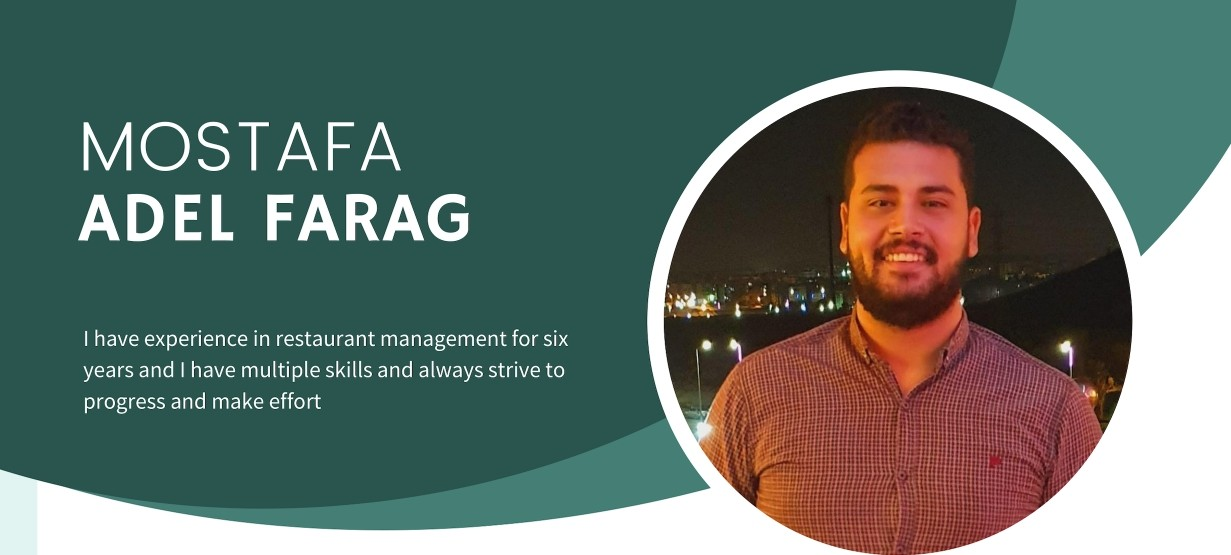 MOSTAFA
ADEL FARAG
I have experience in restaurant management for six
years and I have multiple skills and always strive to
progress and make effort